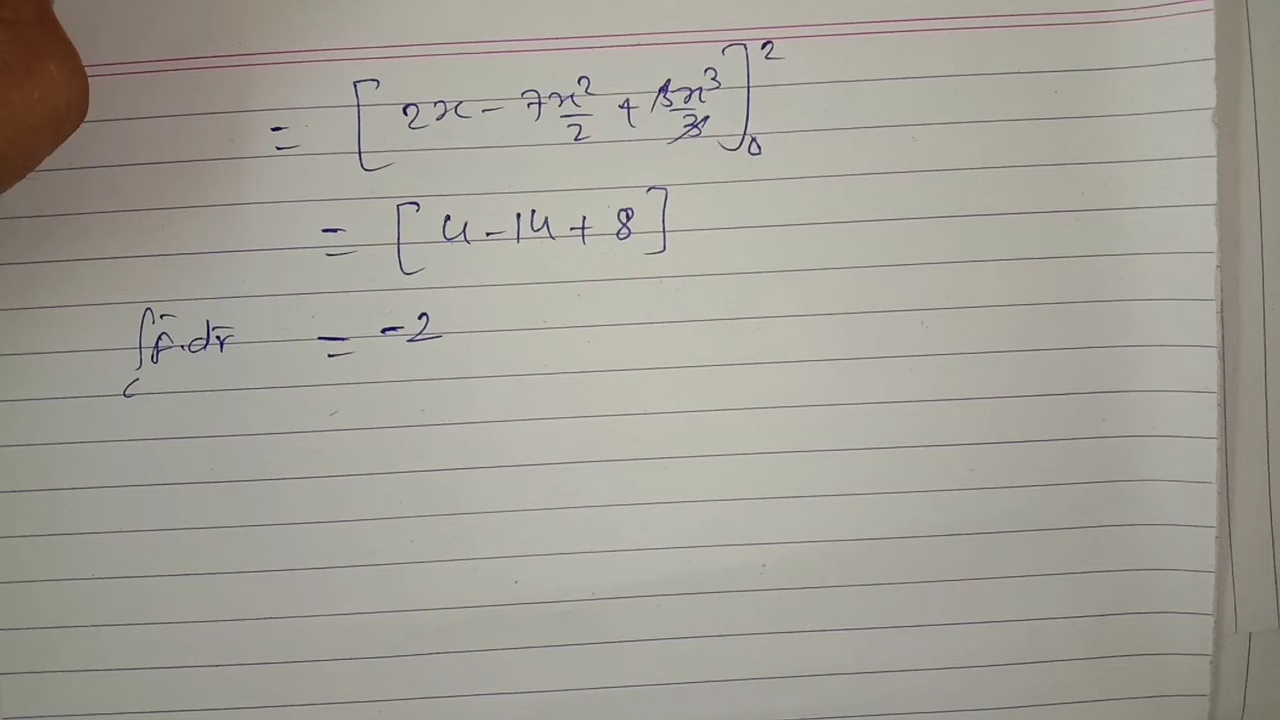 = [2x - 7x²/2 + 3x³/3]₀²
= [4 - 14 + 8]
∫c F̄.dr̄ = -2